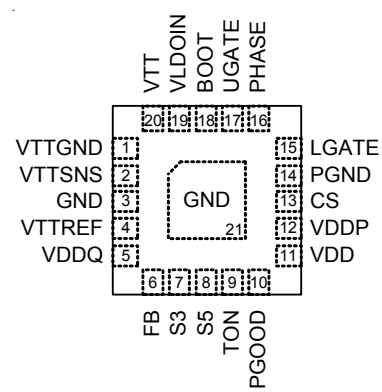 VTT
VLDOIN
BOOT
UGATE
PHASE
20 19 18 17 16
VTTGND 1
VTTSNS 2
GND 3
VTTREF 4
VDDQ 5
GND
21
15 LGATE
14 PGND
13 CS
12 VDDP
11 VDD
6 7 8 9 10
FB
S3
S5
TON
PGOOD